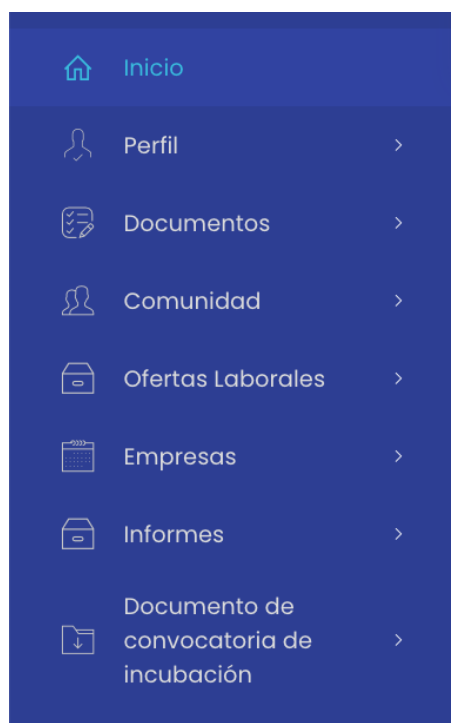 Inicio
Perfil
Documentos
Comunidad
Ofertas Laborales
Empresas
Informes
Documento de
convocatoria de
incubación